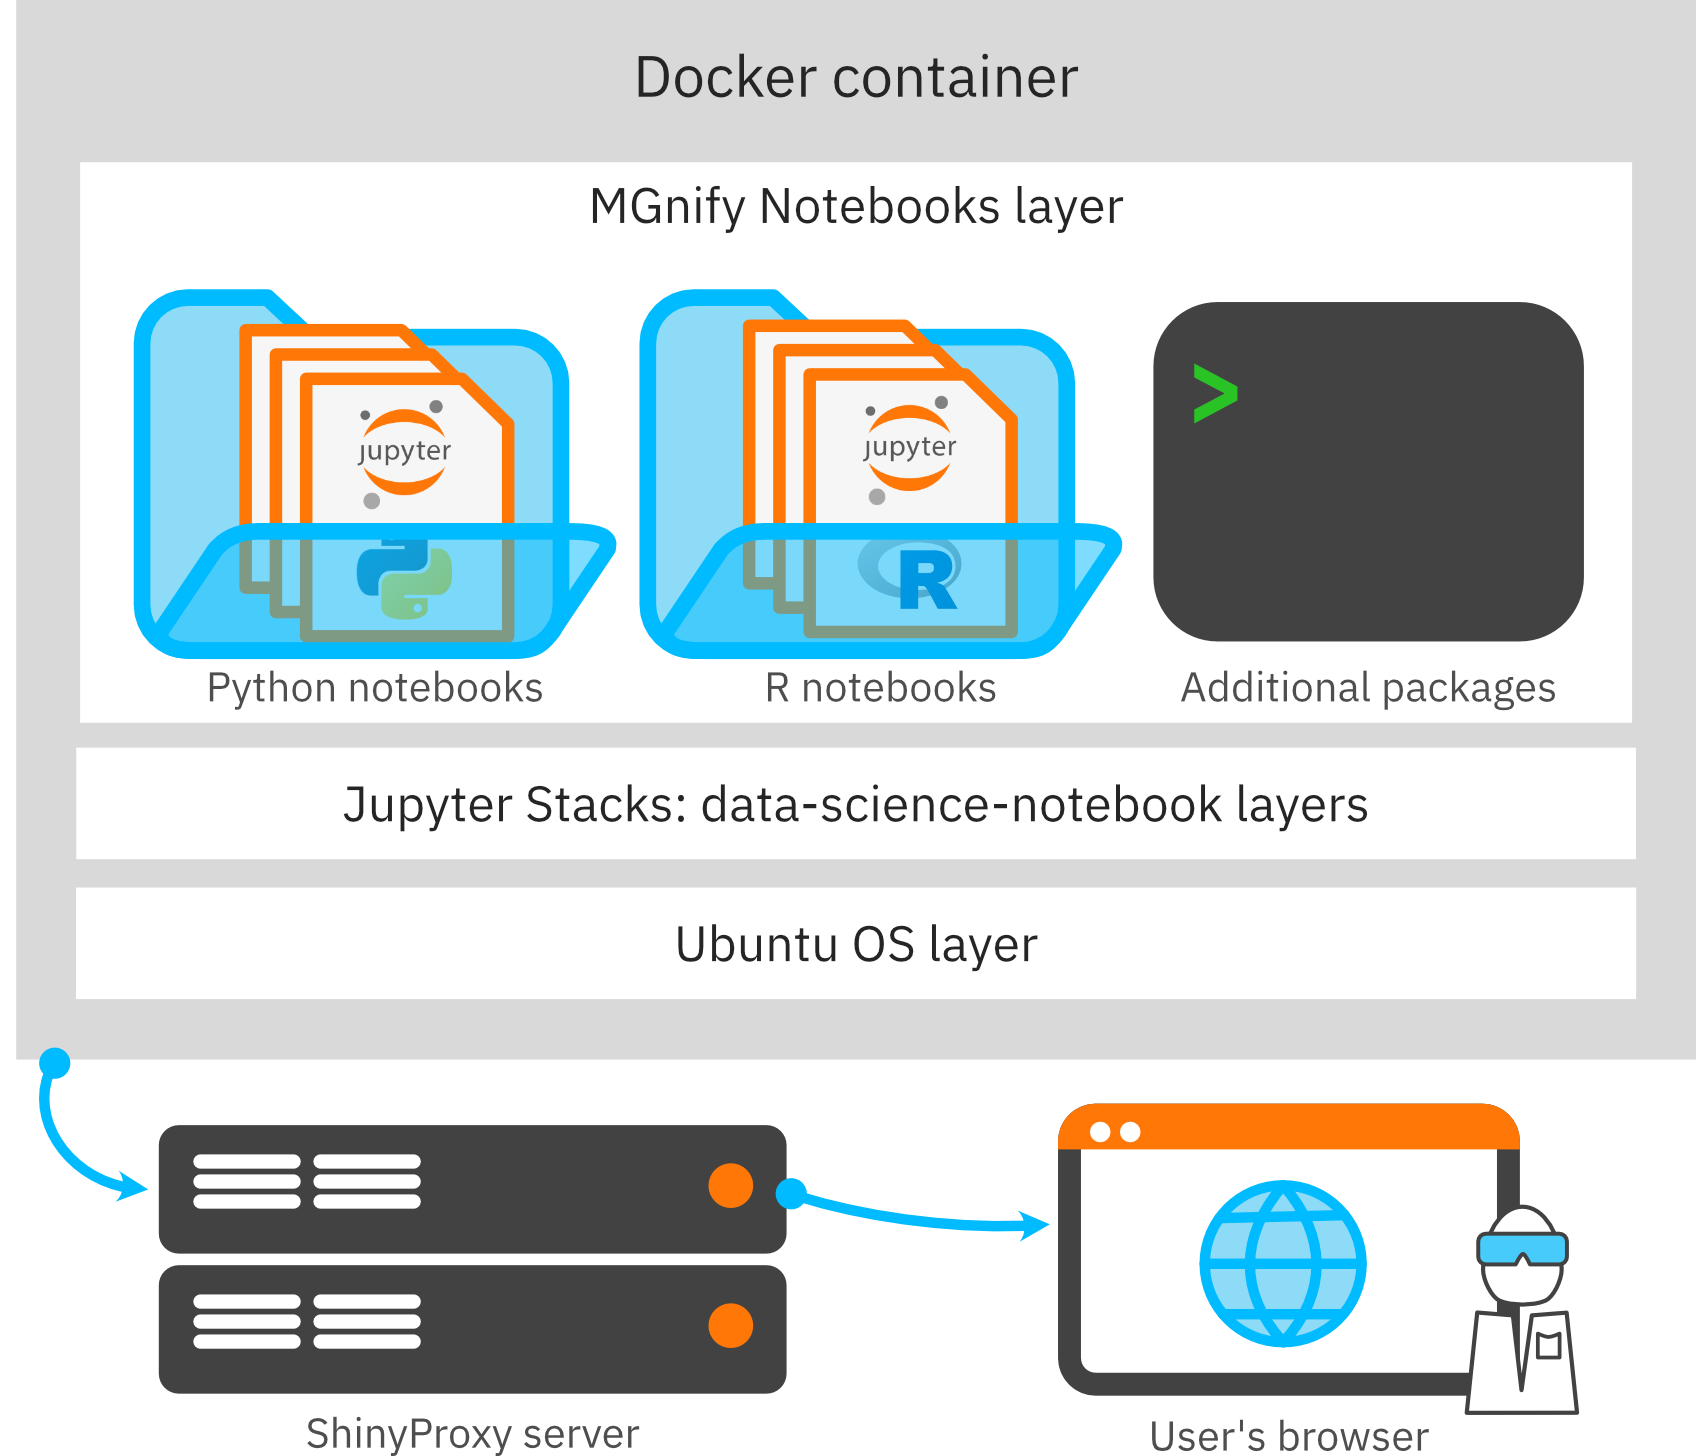 Docker container
MGnify Notebooks layer
jupyter
jupyter
R
>
Python notebooks
R notebooks
Additional packages
Jupyter Stacks: data-science-notebook layers
Ubuntu OS layer
ShinyProxy server
User's browser